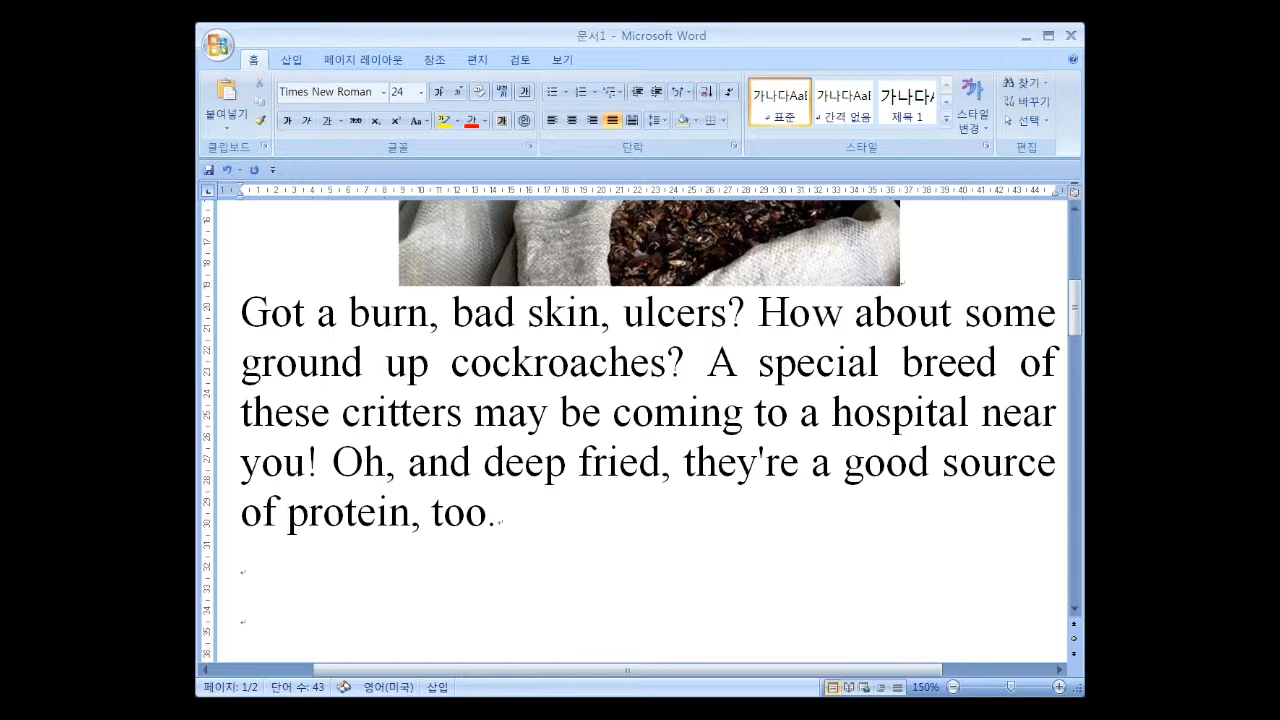 문서1 - Microsoft Word
홈 삽입 페이지 레이아웃 참조 편지 검토 보기
붙여넣기
클립보드
Times New Roman 24
글꼴
단락
가나다AaB 가나다AaB 가나다A
표준 간격 없음 제목 1
스타일 변경
스타일
찾기
바꾸기
선택
편집
Got a burn, bad skin, ulcers? How about some
ground up cockroaches? A special breed of
these critters may be coming to a hospital near
you! Oh, and deep fried, they're a good source
of protein, too.
페이지: 1/2 단어 수: 43 영어(미국) 삽입 150%